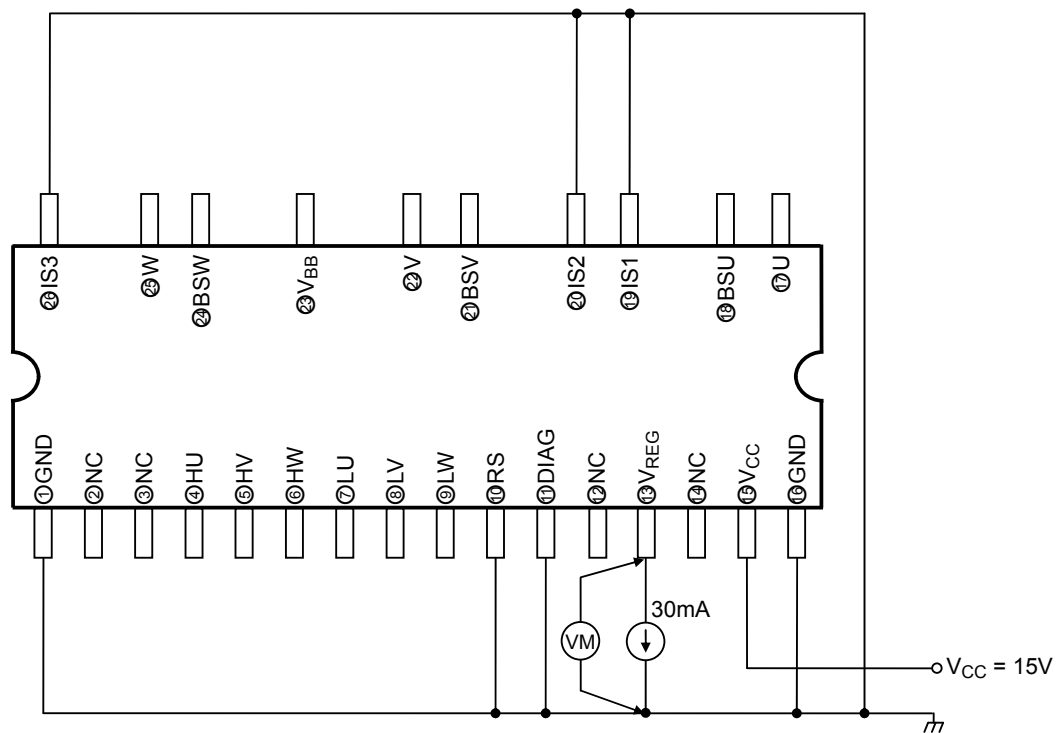 ㉖IS3
㉕W
㉔BSW
㉓VBB
㉒V
㉑BSV
⑳IS2
⑲IS1
⑱BSU
⑰U
①GND
②NC
③NC
④HU
⑤HV
⑥HW
⑦LU
⑧LV
⑨LW
⑩RS
⑪DIAG
⑫NC
⑬VREG
⑭NC
⑮VCC
⑯GND
30mA
VM
VCC = 15V